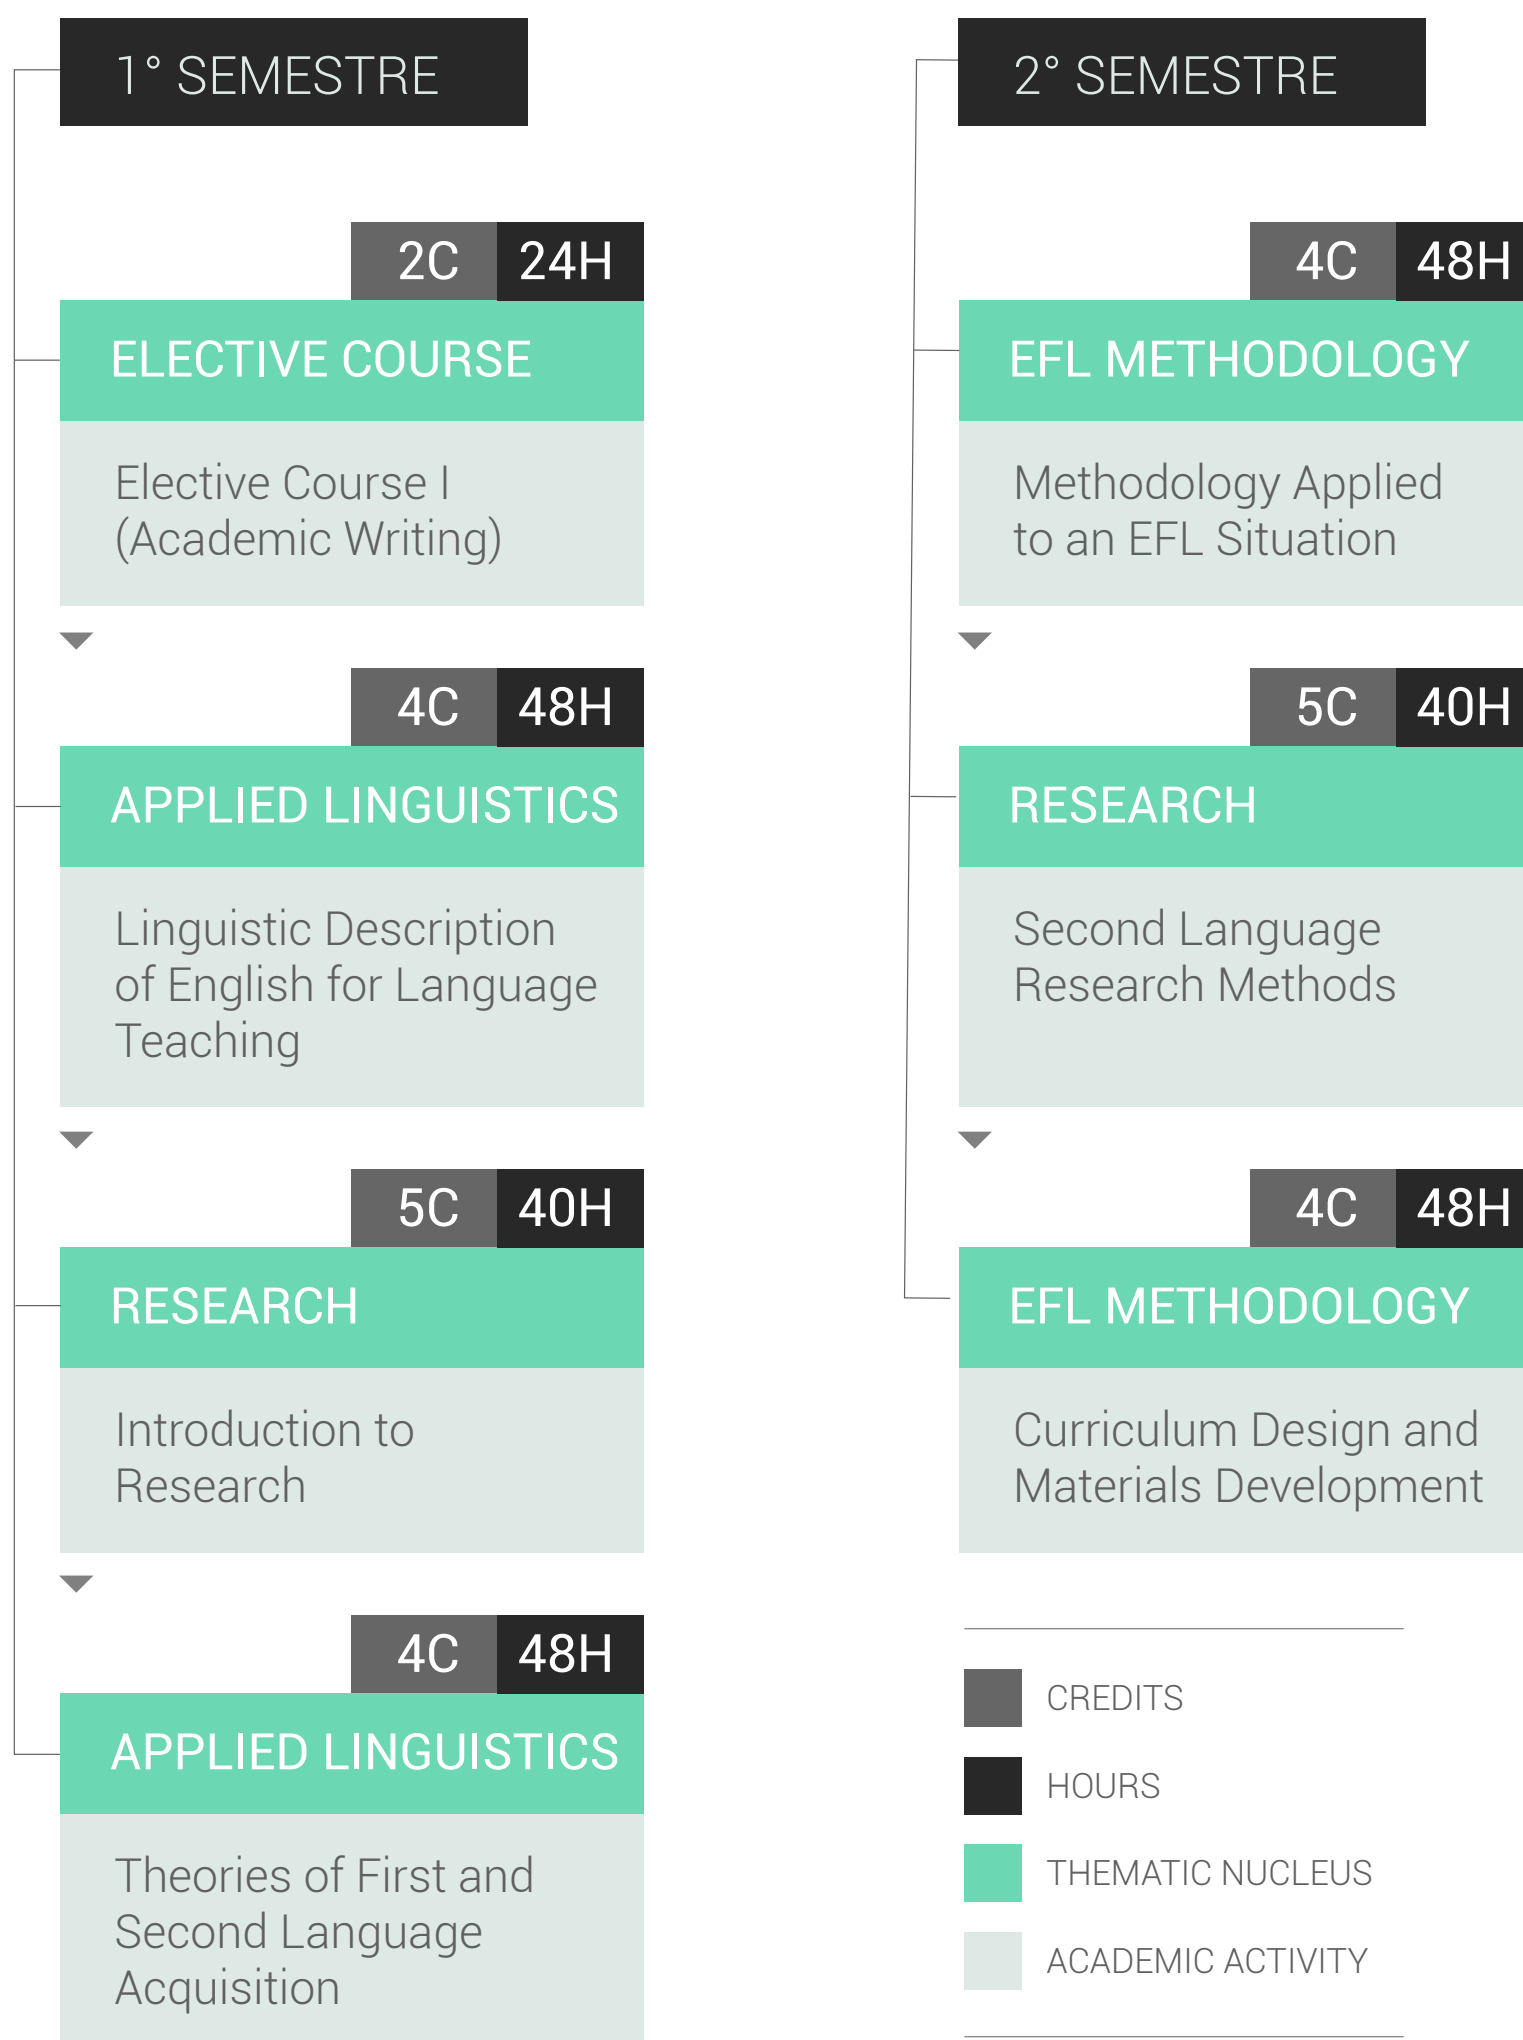 1° SEMESTRE
2C 24H
ELECTIVE COURSE
Elective Course I
(Academic Writing)
4C 48H
APPLIED LINGUISTICS
Linguistic Description
of English for Language
Teaching
5C 40H
RESEARCH
Introduction to
Research
4C 48H
APPLIED LINGUISTICS
Theories of First and
Second Language
Acquisition
2° SEMESTRE
4C 48H
EFL METHODOLOGY
Methodology Applied
to an EFL Situation
5C 40H
RESEARCH
Second Language
Research Methods
4C 48H
EFL METHODOLOGY
Curriculum Design and
Materials Development
CREDITS
HOURS
THEMATIC NUCLEUS
ACADEMIC ACTIVITY